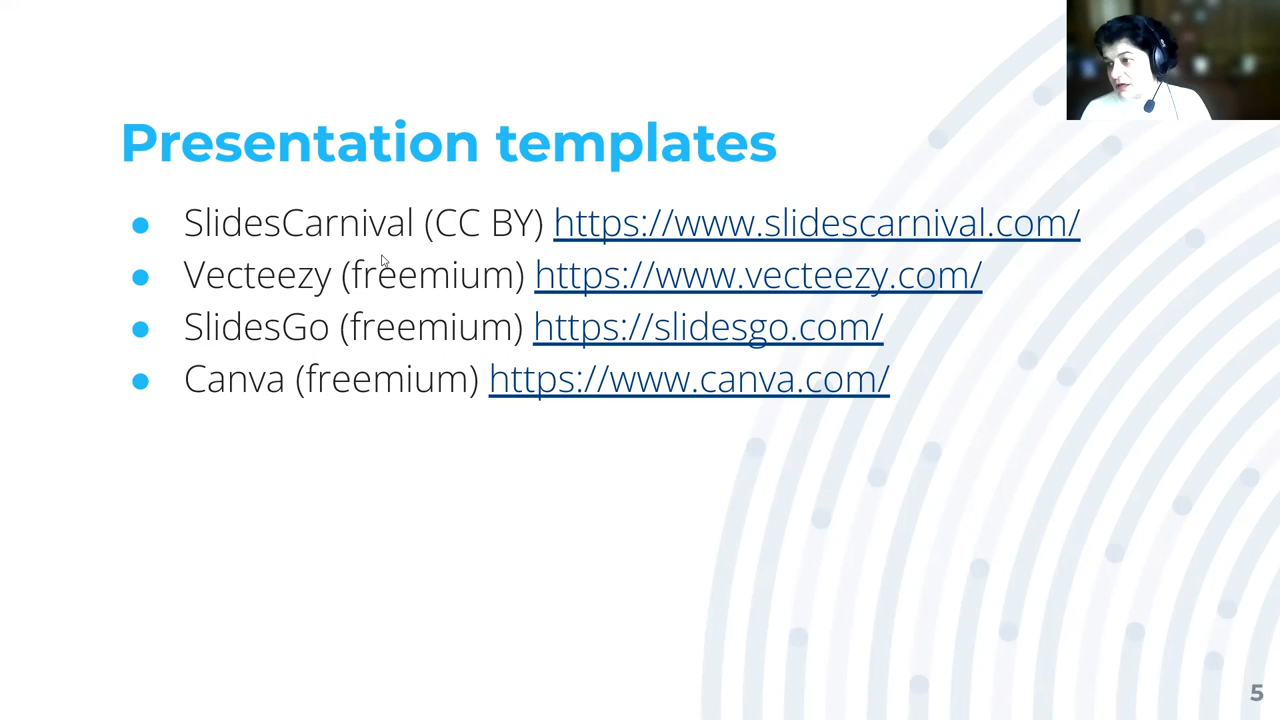 Presentation templates
● SlidesCarnival (CC BY) https://www.slidescarnival.com/
● Vecteezy (freemium) https://www.vecteezy.com/
● SlidesGo (freemium) https://slidesgo.com/
● Canva (freemium) https://www.canva.com/
5